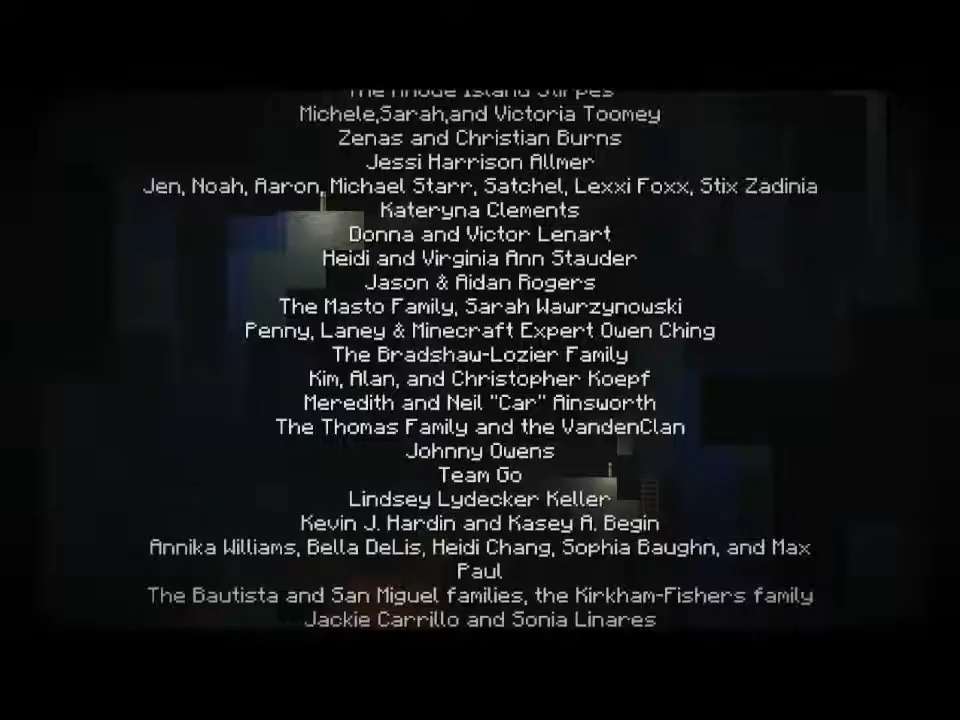 The Rhode Island Stirpes
Michele,Sarah,and Victoria Toomey
Zenas and Christian Burns
Jessi Harrison Allmer
Jen, Noah, Aaron, Michael Starr, Satchel, Lexxi Foxx, Stix Zadinia
Kateryna Clements
Donna and Victor Lenart
Heidi and Virginia Ann Stauder
Jason & Aidan Rogers
The Masto Family, Sarah Wawrzynowski
Penny, Laney & Minecraft Expert Owen Ching
The Bradshaw-Lozier Family
Kim, Alan, and Christopher Koepf
Meredith and Neil "Car" Ainsworth
The Thomas Family and the VandenClan
Johnny Owens
Team Go
Lindsey Lydecker Keller
Kevin J. Hardin and Kasey A. Begin
Annika Williams, Bella DeLis, Heidi Chang, Sophia Baughn, and Max
Paul
The Bautista and San Miguel families, the Kirkham-Fishers family
Jackie Carrillo and Sonia Linares